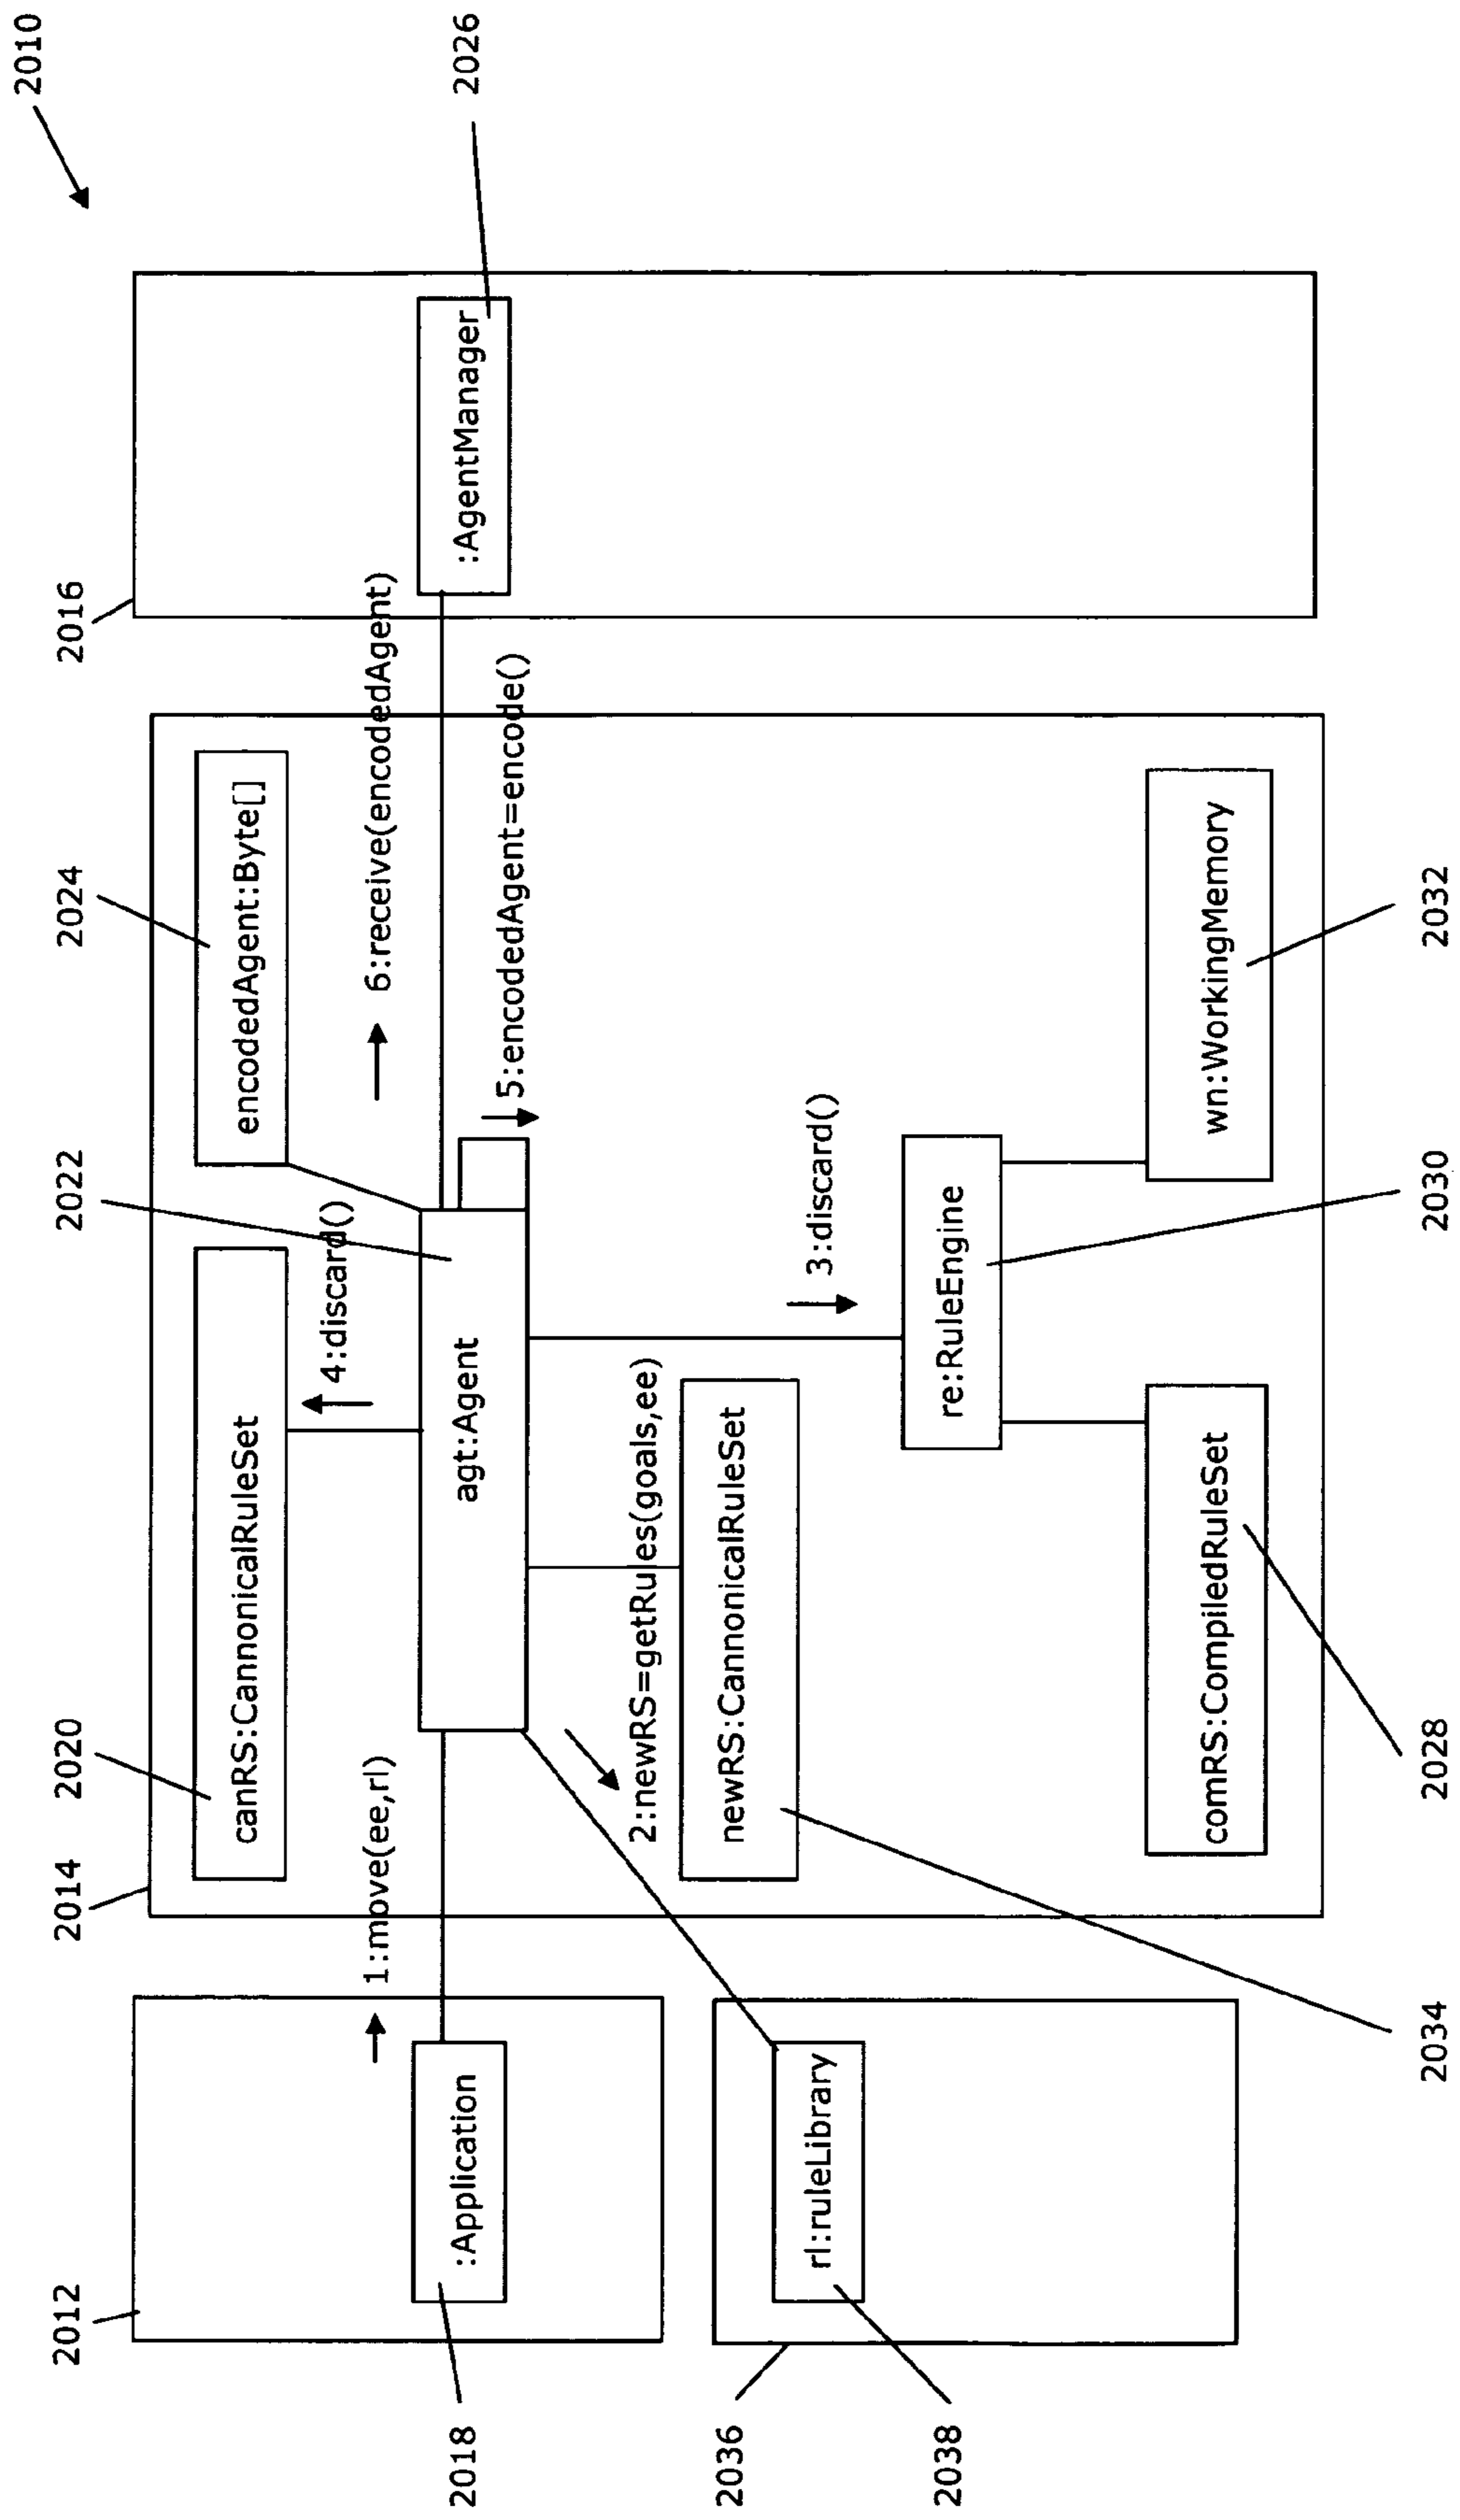 2010
2012
2014
2020
2022
2024
2016
canRS:CannonicalRuleSet
encodedAgent:Byte[]
4:discard()
1:move(ee,rl)
6:receive(encodedAgent)
:Application
agt:Agent
:AgentManager
2018
2026
5:encodedAgent=encode()
2:newRS=getRules(goals,ee)
newRS:CannonicalRuleSet
3:discard()
rl:ruleLibrary
2036
2038
re:RuleEngine
comRS:CompiledRuleSet
wn:WorkingMemory
2034
2028
2030
2032